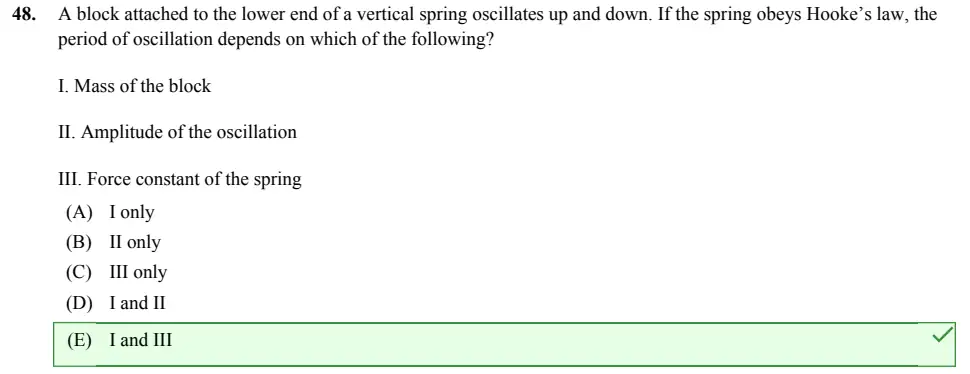 48. A block attached to the lower end of a vertical spring oscillates up and down. If the spring obeys Hooke’s law, the
period of oscillation depends on which of the following?
I. Mass of the block
II. Amplitude of the oscillation
III. Force constant of the spring
(A) I only
(B) II only
(C) III only
(D) I and II
(E) I and III